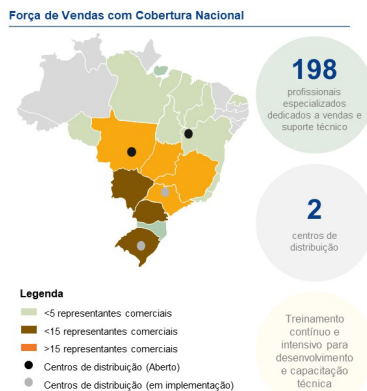 Força de Vendas com Cobertura Nacional
198
profissionais
especializados
dedicados a vendas e
suporte técnico
2
centros de
distribuição
Legenda
<5 representantes comerciais
<15 representantes comerciais
>15 representantes comerciais
Centros de distribuição (Aberto)
Centros de distribuição (em implementação)
Treinamento
contínuo e
intensivo para
desenvolvimento
e capacitação
técnica